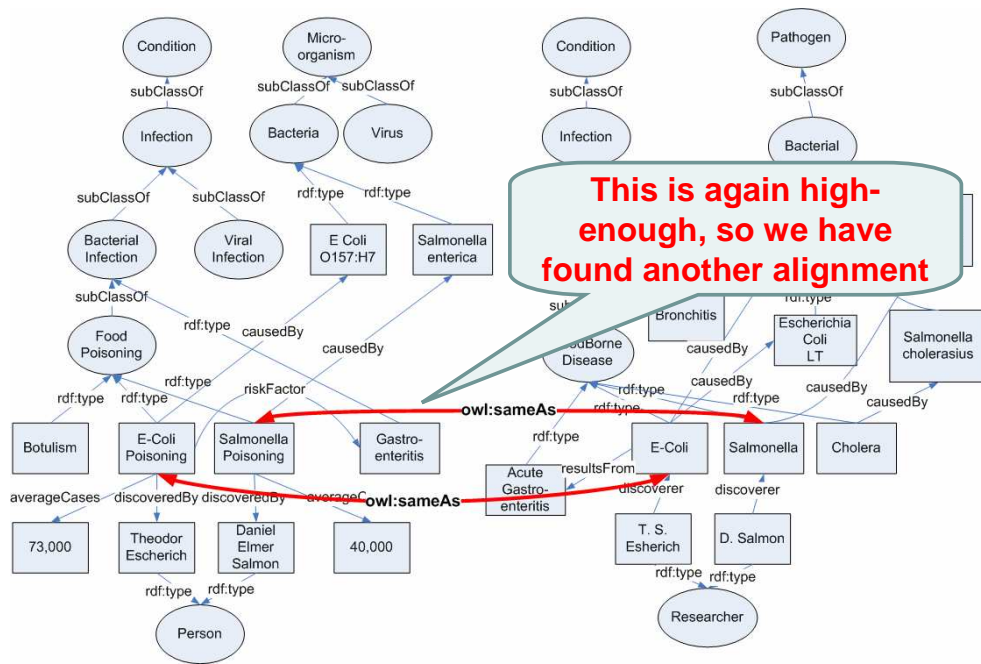 Condition
Micro-
organism
Condition
Pathogen
subClassOf
subClassOf
subClassOf
subClassOf
subClassOf
Infection
Bacteria
Virus
Infection
Bacterial
subClassOf
subClassOf
rdf:type
rdf:type
This is again high-
enough, so we have
found another alignment
Bacterial
Infection
Viral
Infection
E Coli
O157:H7
Salmonella
enterica
subClassOf
rdf:type
Food
Poisoning
causedBy
causedBy
Disease
Bronchitis
rdf:type
Escherichia
Coli
LT
Salmonella
cholerasius
causedBy
rdf:type
rdf:type
rdf:type
riskFactor
causedBy
causedBy
rdf:type
rdf:type
causedBy
owl:sameAs
rdf:type
Botulism
E-Coli
Poisoning
Salmonella
Poisoning
Gastro-
enteritis
E-Coli
Salmonella
Cholera
Acute
Gastro-
enteritis
resultsFrom
averageCases
discoveredBy
discoveredBy
owl:sameAs
discoverer
discoverer
73,000
Theodor
Escherich
Daniel
Elmer
Salmon
40,000
T. S.
Esherich
D. Salmon
rdf:type
rdf:type
rdf:type
rdf:type
Person
Researcher